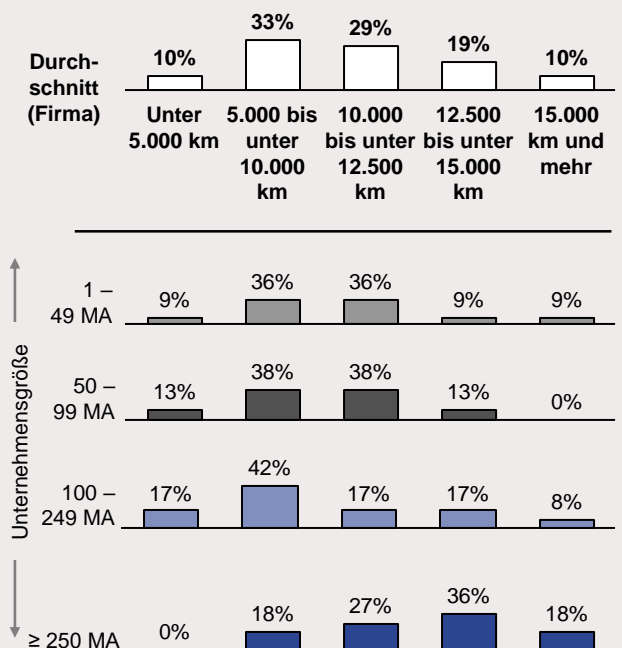 33%
29%
19%
10%
10%
Durch-
schnitt
(Firma)
Unter
5.000 km
5.000 bis
unter
10.000
km
10.000
bis unter
12.500
km
12.500
bis unter
15.000
km
15.000
km und
mehr
Unternehmensgröße
1 –
49 MA
9%
36%
36%
9%
9%
50 –
99 MA
13%
38%
38%
13%
0%
100 –
249 MA
17%
42%
17%
17%
8%
≥ 250 MA
0%
18%
27%
36%
18%